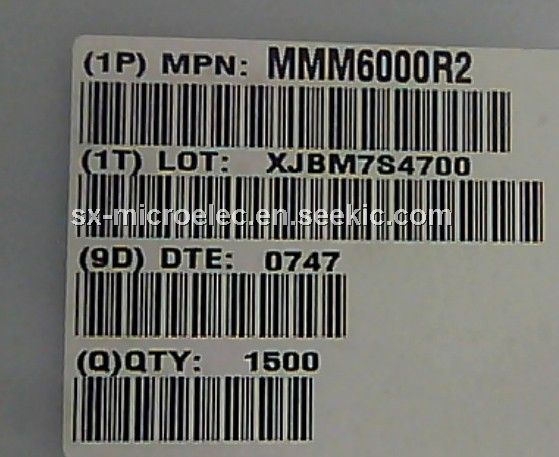 (1P) MPN: MMM6000R2
(1T) LOT: XJBM7S4700
sx-microelec.en.seekic.com
(9D) DTE: 0747
(Q)QTY: 1500